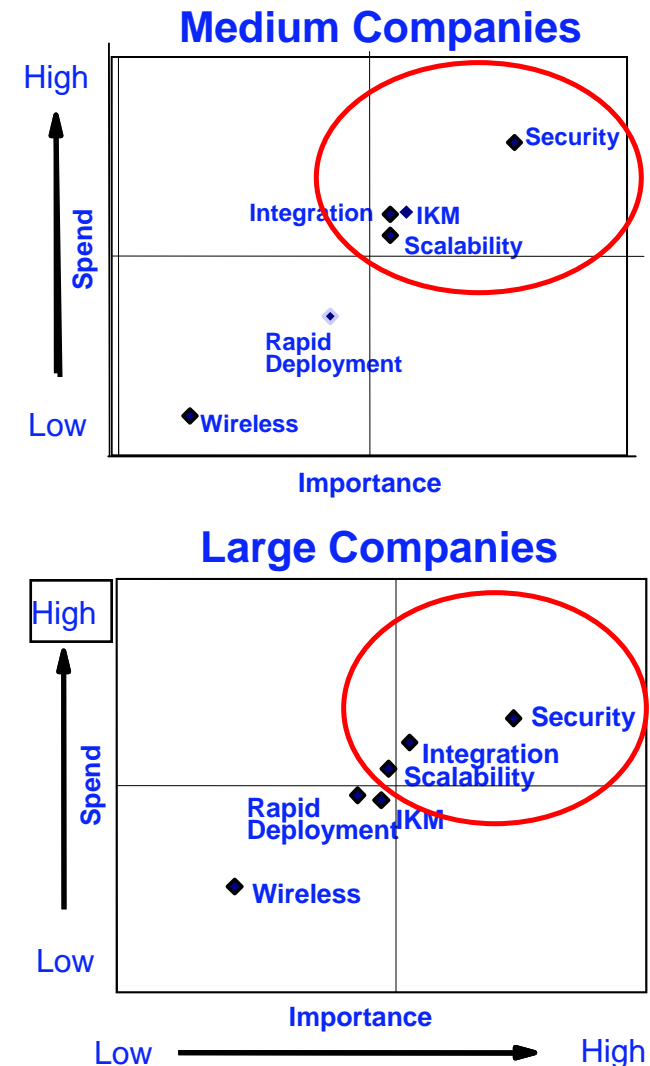 Medium Companies
High
Security
Integration
IKM
Scalability
Spend
Rapid
Deployment
Low
Wireless
Importance
Large Companies
High
Security
Integration
Scalability
Spend
Rapid
Deployment
IKM
Wireless
Low
Importance
Low
High